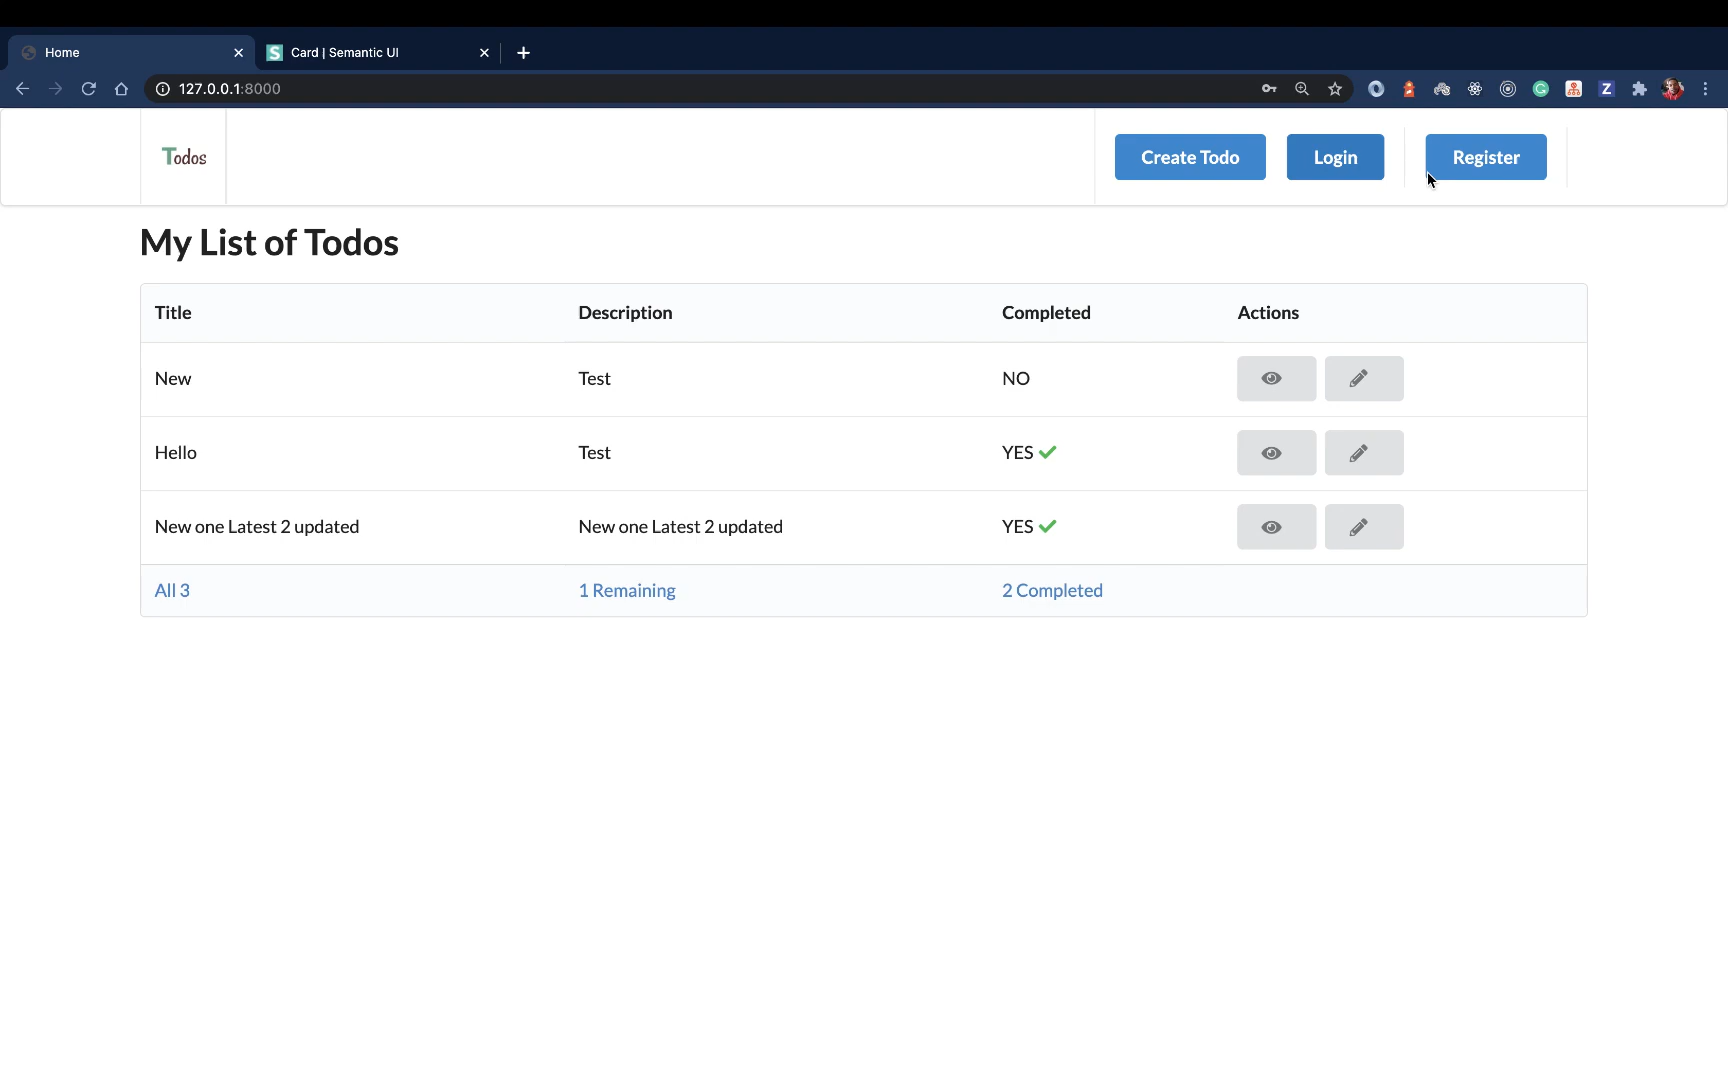 Home
Card | Semantic UI
127.0.0.1:8000
Todos
Create Todo
Login
Register
My List of Todos
Title Description Completed Actions
New Test NO
Hello Test YES
New one Latest 2 updated New one Latest 2 updated YES
All 3 1 Remaining 2 Completed